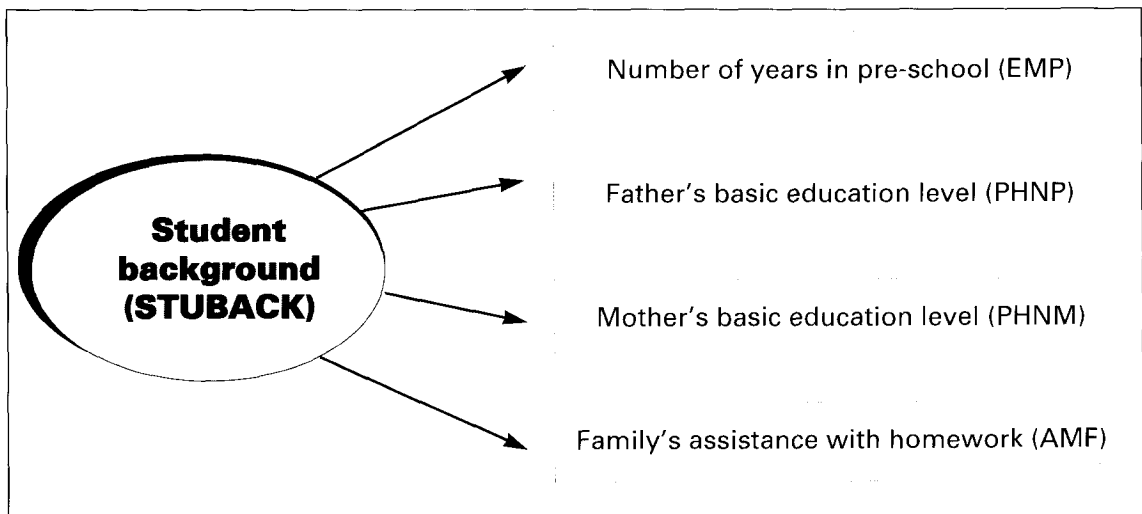 Number of years in pre-school (EMP)
Father's basic education level (PHNP)
Student
background
(STUBACK)
Mother's basic education level (PHNM)
Family's assistance with homework (AMF)